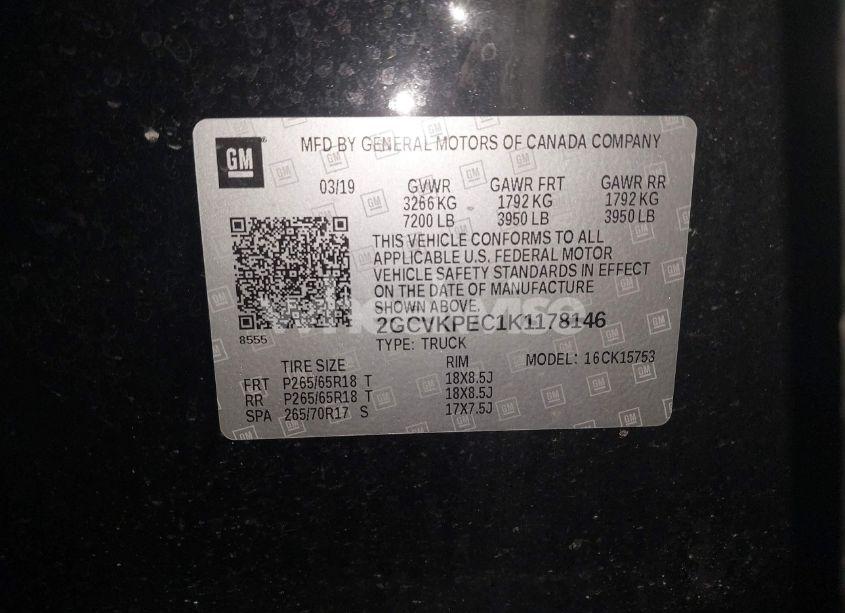 GM
MFD BY GENERAL MOTORS OF CANADA COMPANY
03/19 GVWR GAWR FRT GAWR RR
3266 KG 1792 KG 1792 KG
7200 LB 3950 LB 3950 LB
THIS VEHICLE CONFORMS TO ALL
APPLICABLE U.S. FEDERAL MOTOR
VEHICLE SAFETY STANDARDS IN EFFECT
ON THE DATE OF MANUFACTURE
SHOWN ABOVE.
2GCVKPEC1K1178146
8555
TYPE: TRUCK
TIRE SIZE RIM MODEL: 16CK15753
FRT P265/65R18 T 18X8.5J
RR P265/65R18 T 18X8.5J
SPA 265/70R17 S 17X7.5J